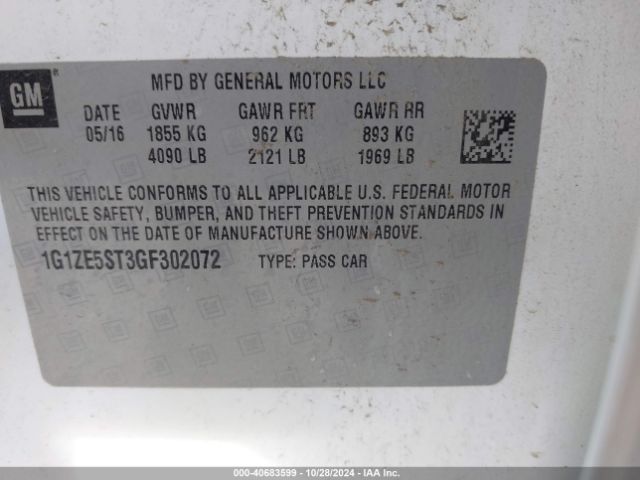 GM®
MFD BY GENERAL MOTORS LLC
DATE GVWR GAWR FRT GAWR RR
05/16 1855 KG 962 KG 893 KG
4090 LB 2121 LB 1969 LB
THIS VEHICLE CONFORMS TO ALL APPLICABLE U.S. FEDERAL MOTOR
VEHICLE SAFETY, BUMPER, AND THEFT PREVENTION STANDARDS IN
EFFECT ON THE DATE OF MANUFACTURE SHOWN ABOVE.
1G1ZE5ST3GF302072 TYPE: PASS CAR
000-40683599 | 10/28/2024 | IAAI.com